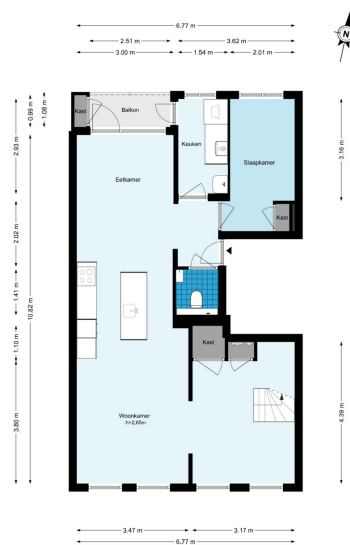 6.77 m
2.51 m 3.62 m
3.00 m 1.54 m 2.01 m
N
Kast
Balkon
0.99 m
1.08 m
Keuken
2.93 m
Eetkamer
Slaapkamer
3.16 m
2.02 m
Kast
1.41 m
10.82 m
1.10 m
Kast
3.80 m
4.39 m
Woonkamer
h=2,65m
3.47 m 3.17 m
6.77 m